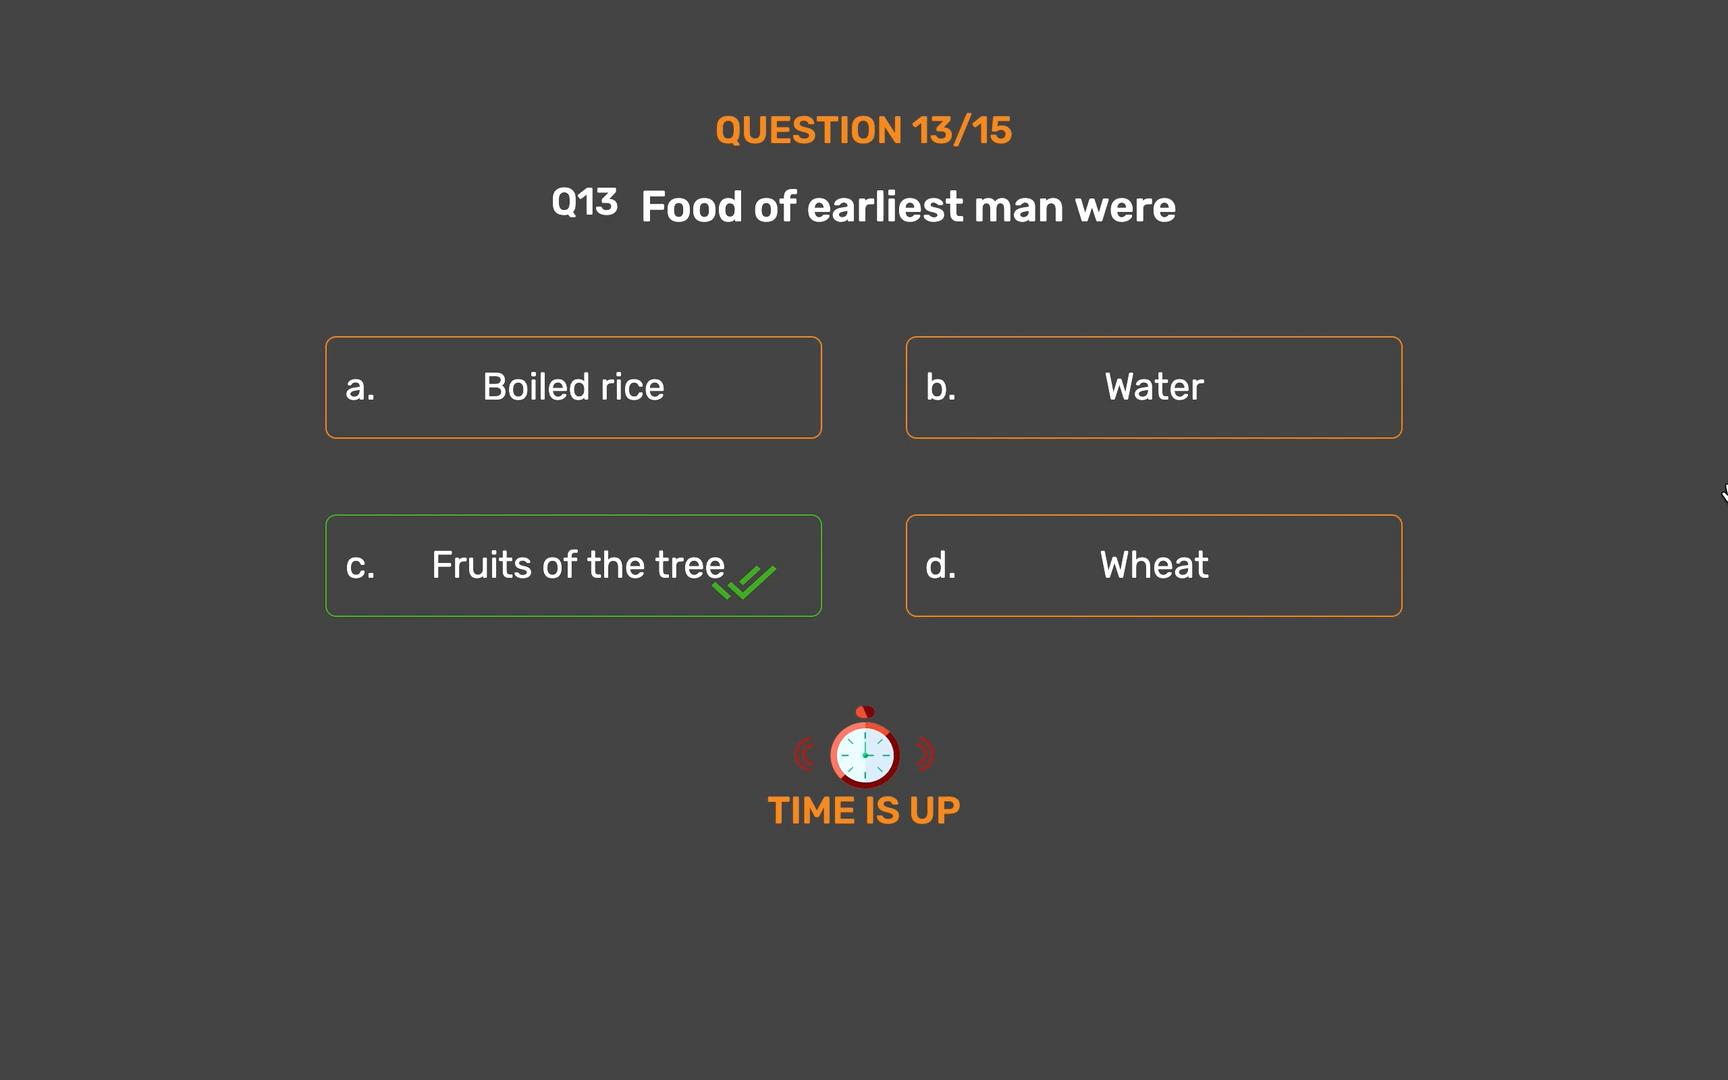 QUESTION 13/15
Q13 Food of earliest man were
a. Boiled rice
b. Water
c. Fruits of the tree
d. Wheat
TIME IS UP